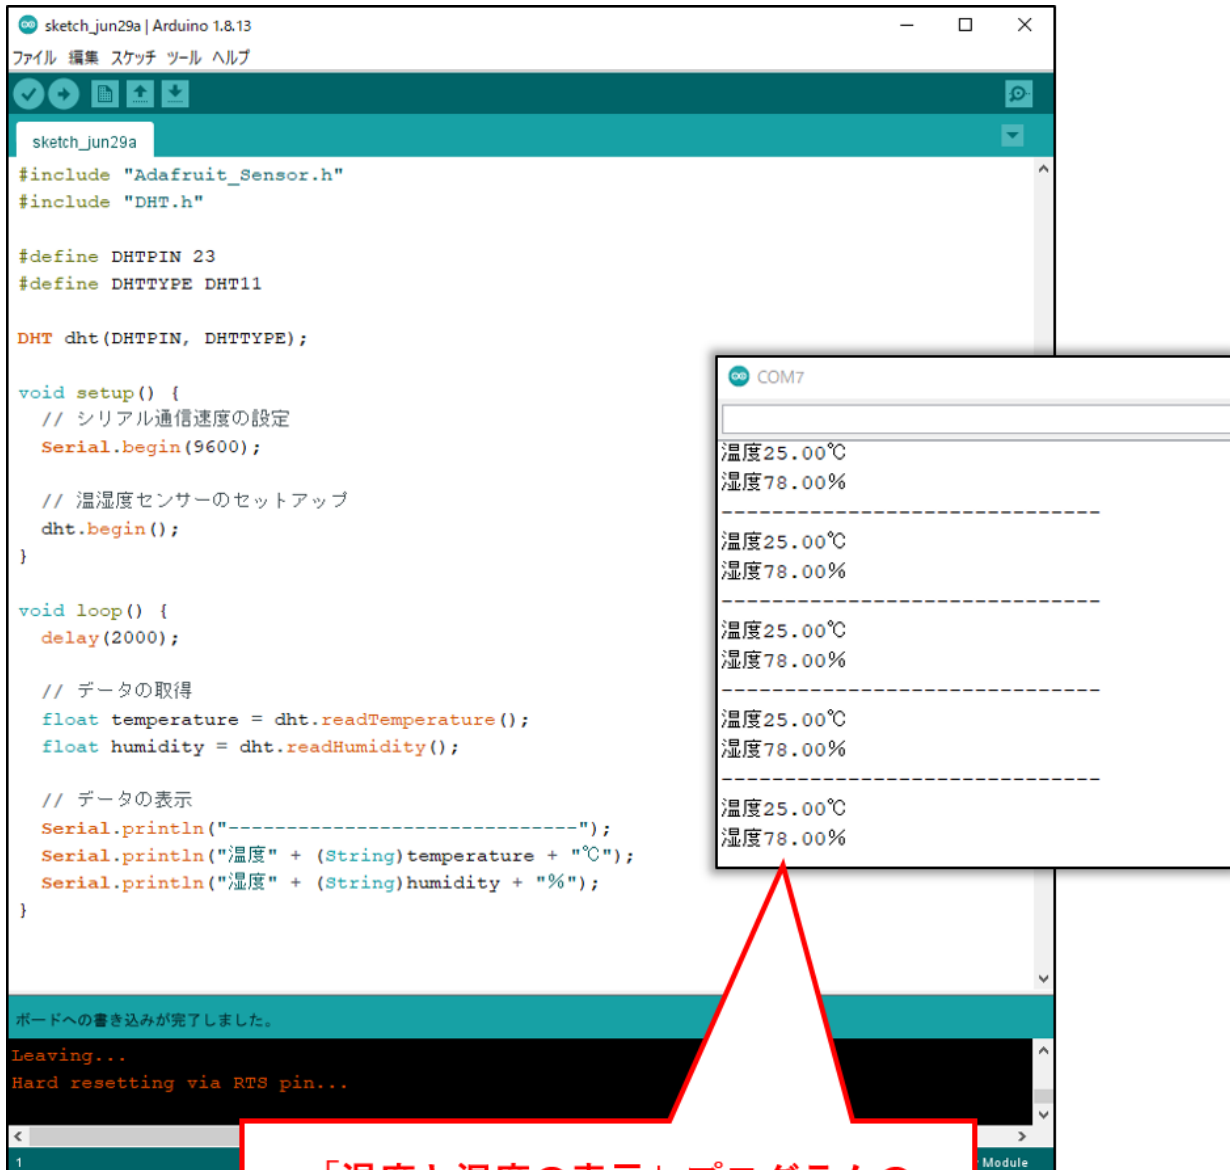 sketch_jun29a | Arduino 1.8.13
ファイル 編集 スケッチ ツール ヘルプ
sketch_jun29a
#include "Adafruit_Sensor.h"
#include "DHT.h"
#define DHTPIN 23
#define DHTTYPE DHT11
DHT dht(DHTPIN, DHTTYPE);
void setup() {
  // シリアル通信速度の設定
  Serial.begin(9600);
  // 温湿度センサーのセットアップ
  dht.begin();
}
void loop() {
  delay(2000);
  // データの取得
  float temperature = dht.readTemperature();
  float humidity = dht.readHumidity();
  // データの表示
  Serial.println("------------------------------");
  Serial.println("温度" + (String)temperature + "℃");
  Serial.println("湿度" + (String)humidity + "%");
}
COM7
温度25.00℃
湿度78.00%
------------------------------
温度25.00℃
湿度78.00%
------------------------------
温度25.00℃
湿度78.00%
------------------------------
温度25.00℃
湿度78.00%
------------------------------
温度25.00℃
湿度78.00%
ボードへの書き込みが完了しました。
Leaving...
Hard resetting via RTS pin...
1
Module
の表示」プログラムの